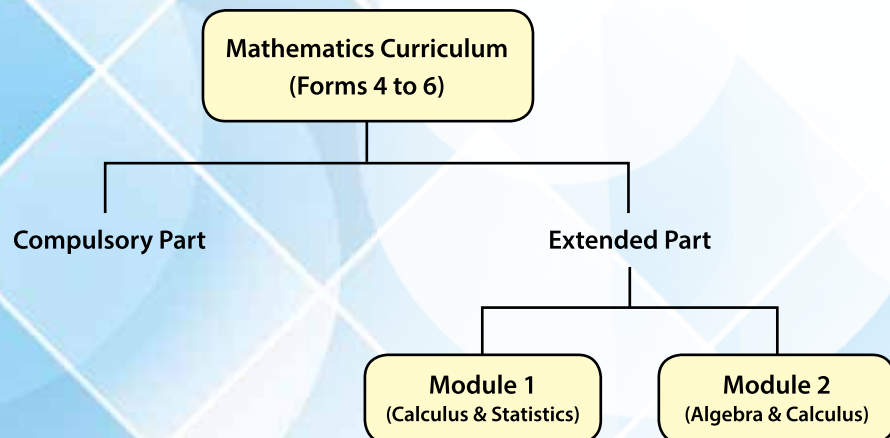 Mathematics Curriculum
(Forms 4 to 6)
Compulsory Part
Extended Part
Module 1
(Calculus & Statistics)
Module 2
(Algebra & Calculus)